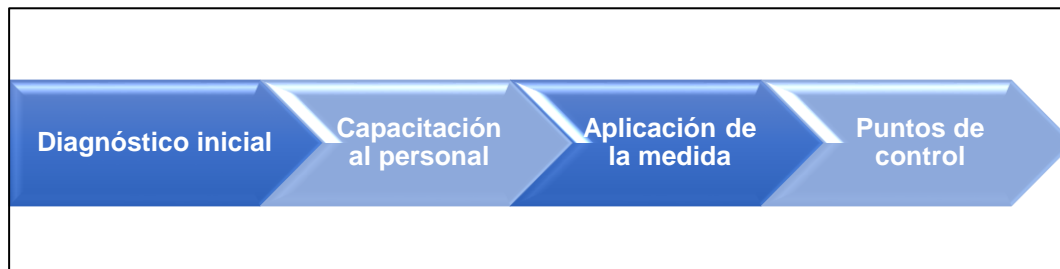 Diagnóstico inicial
Capacitación
al personal
Aplicación de
la medida
Puntos de
control